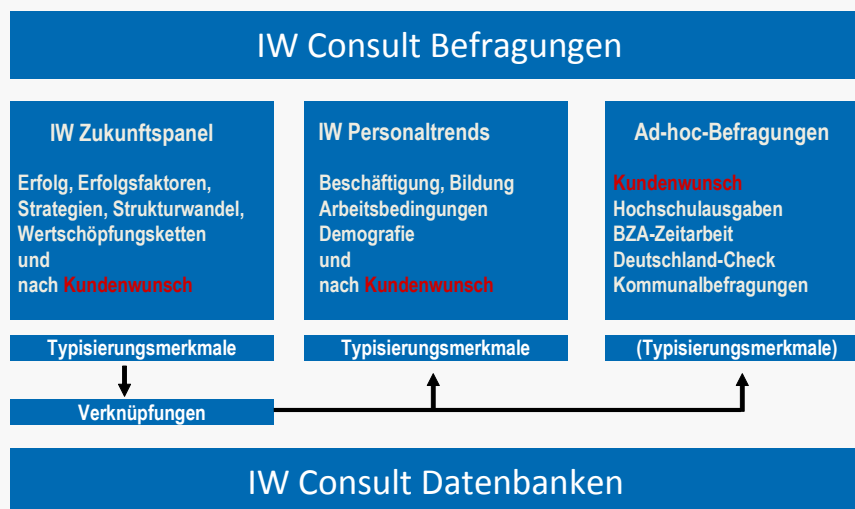 IW Consult Befragungen
IW Zukunftspanel
Erfolg, Erfolgsfaktoren,
Strategien, Strukturwandel,
Wertschöpfungsketten
und
nach Kundenwunsch
IW Personaltrends
Beschäftigung, Bildung
Arbeitsbedingungen
Demografie
und
nach Kundenwunsch
Ad-hoc-Befragungen
Kundenwunsch
Hochschulausgaben
BZA-Zeitarbeit
Deutschland-Check
Kommunalbefragungen
Typisierungsmerkmale
Typisierungsmerkmale
(Typisierungsmerkmale)
Verknüpfungen
IW Consult Datenbanken